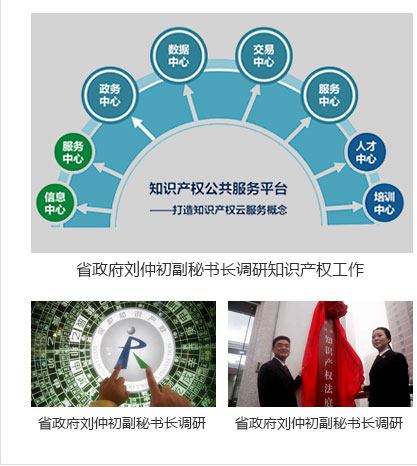 数据
中心
交易
中心
政务
中心
服务
中心
服务
中心
人才
中心
信息
中心
培训
中心
知识产权公共服务平台
——打造知识产权云服务概念
省政府刘仲初副秘书长调研知识产权工作
知识产权
知识产权法庭
省政府刘仲初副秘书长调研
省政府刘仲初副秘书长调研